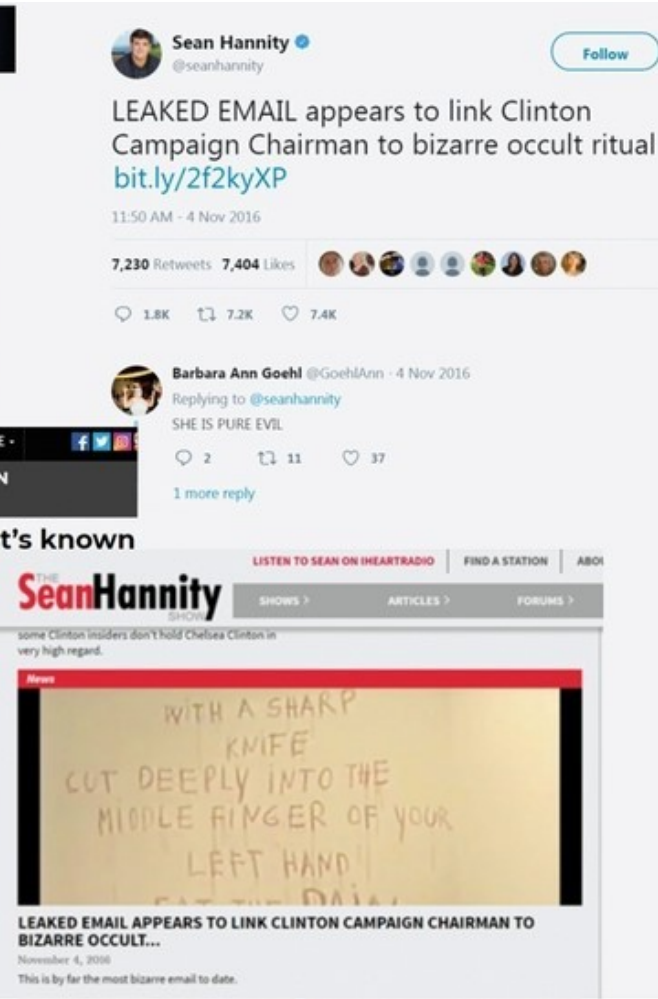 Sean Hannity
@seanhannity
Follow
LEAKED EMAIL appears to link Clinton
Campaign Chairman to bizarre occult ritual
bit.ly/2f2kyXP
11:50 AM - 4 Nov 2016
7,230 Retweets 7,404 Likes
1.8K 7.2K 7.4K
Barbara Ann Goehl @GoehlAnn · 4 Nov 2016
Replying to @seanhannity
SHE IS PURE EVIL
2 11 37
1 more reply
E
N
t's known
LISTEN TO SEAN ON IHEARTRADIO FIND A STATION ABO
THE
SeanHannity
SHOW
SHOWS > ARTICLES > FORUMS >
some Clinton insiders don't hold Chelsea Clinton in
very high regard.
News
WITH A SHARP
KNIFE
CUT DEEPLY INTO THE
MIDDLE FINGER OF YOUR
LEFT HAND
EAT THE PAIN
LEAKED EMAIL APPEARS TO LINK CLINTON CAMPAIGN CHAIRMAN TO
BIZARRE OCCULT...
November 4, 2016
This is by far the most bizarre email to date.